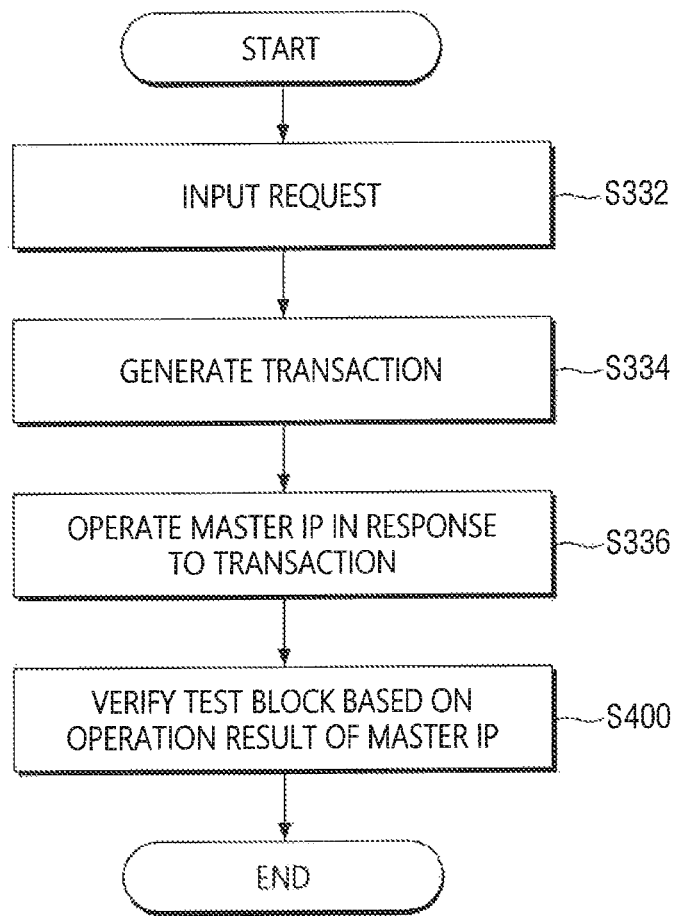 START
INPUT REQUEST
S332
GENERATE TRANSACTION
S334
OPERATE MASTER IP IN RESPONSE
TO TRANSACTION
S336
VERIFY TEST BLOCK BASED ON
OPERATION RESULT OF MASTER IP
S400
END